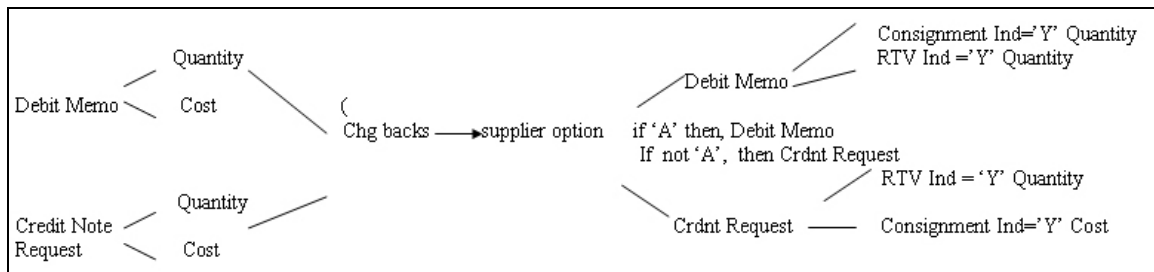 Consignment Ind='Y' Quantity
RTV Ind ='Y' Quantity
Quantity
Debit Memo
Debit Memo
Cost
(
Chg backs
supplier option
if 'A' then, Debit Memo
If not 'A', then Crdnt Request
RTV Ind = 'Y' Quantity
Quantity
Credit Note
Request
Cost
Crdnt Request
Consignment Ind='Y' Cost